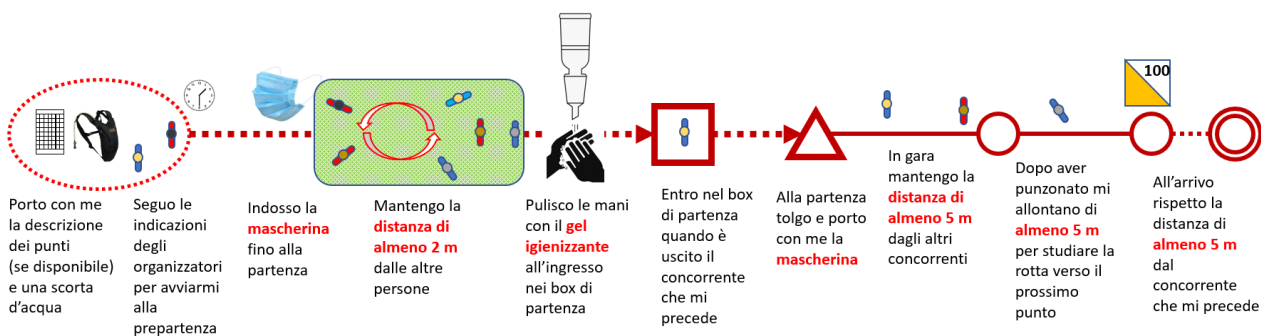 100
Porto con me
la descrizione
dei punti
(se disponibile)
e una scorta
d'acqua
Seguo le
indicazioni
degli
organizzatori
per avviarmi
alla
prepartenza
Indosso la
mascherina
fino alla
partenza
Mantengo la
distanza di
almeno 2 m
dalle altre
persone
Pulisco le mani
con il gel
igienizzante
all'ingresso
nei box di
partenza
Entro nel box
di partenza
quando è
uscito il
concorrente
che mi
precede
Alla partenza
tolgo e porto
con me la
mascherina
In gara
mantengo la
distanza di
almeno 5 m
dagli altri
concorrenti
Dopo aver
punzonato mi
allontano di
almeno 5 m
per studiare la
rotta verso il
prossimo
punto
All'arrivo
rispetto la
distanza di
almeno 5 m
dal
concorrente
che mi precede